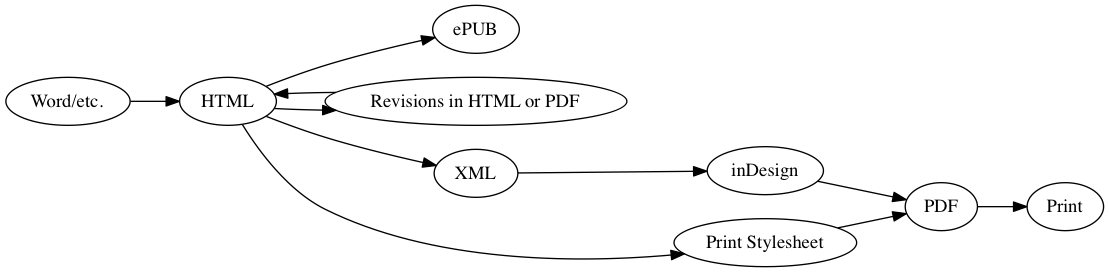 ePUB
Word/etc.
HTML
Revisions in HTML or PDF
XML
inDesign
PDF
Print
Print Stylesheet